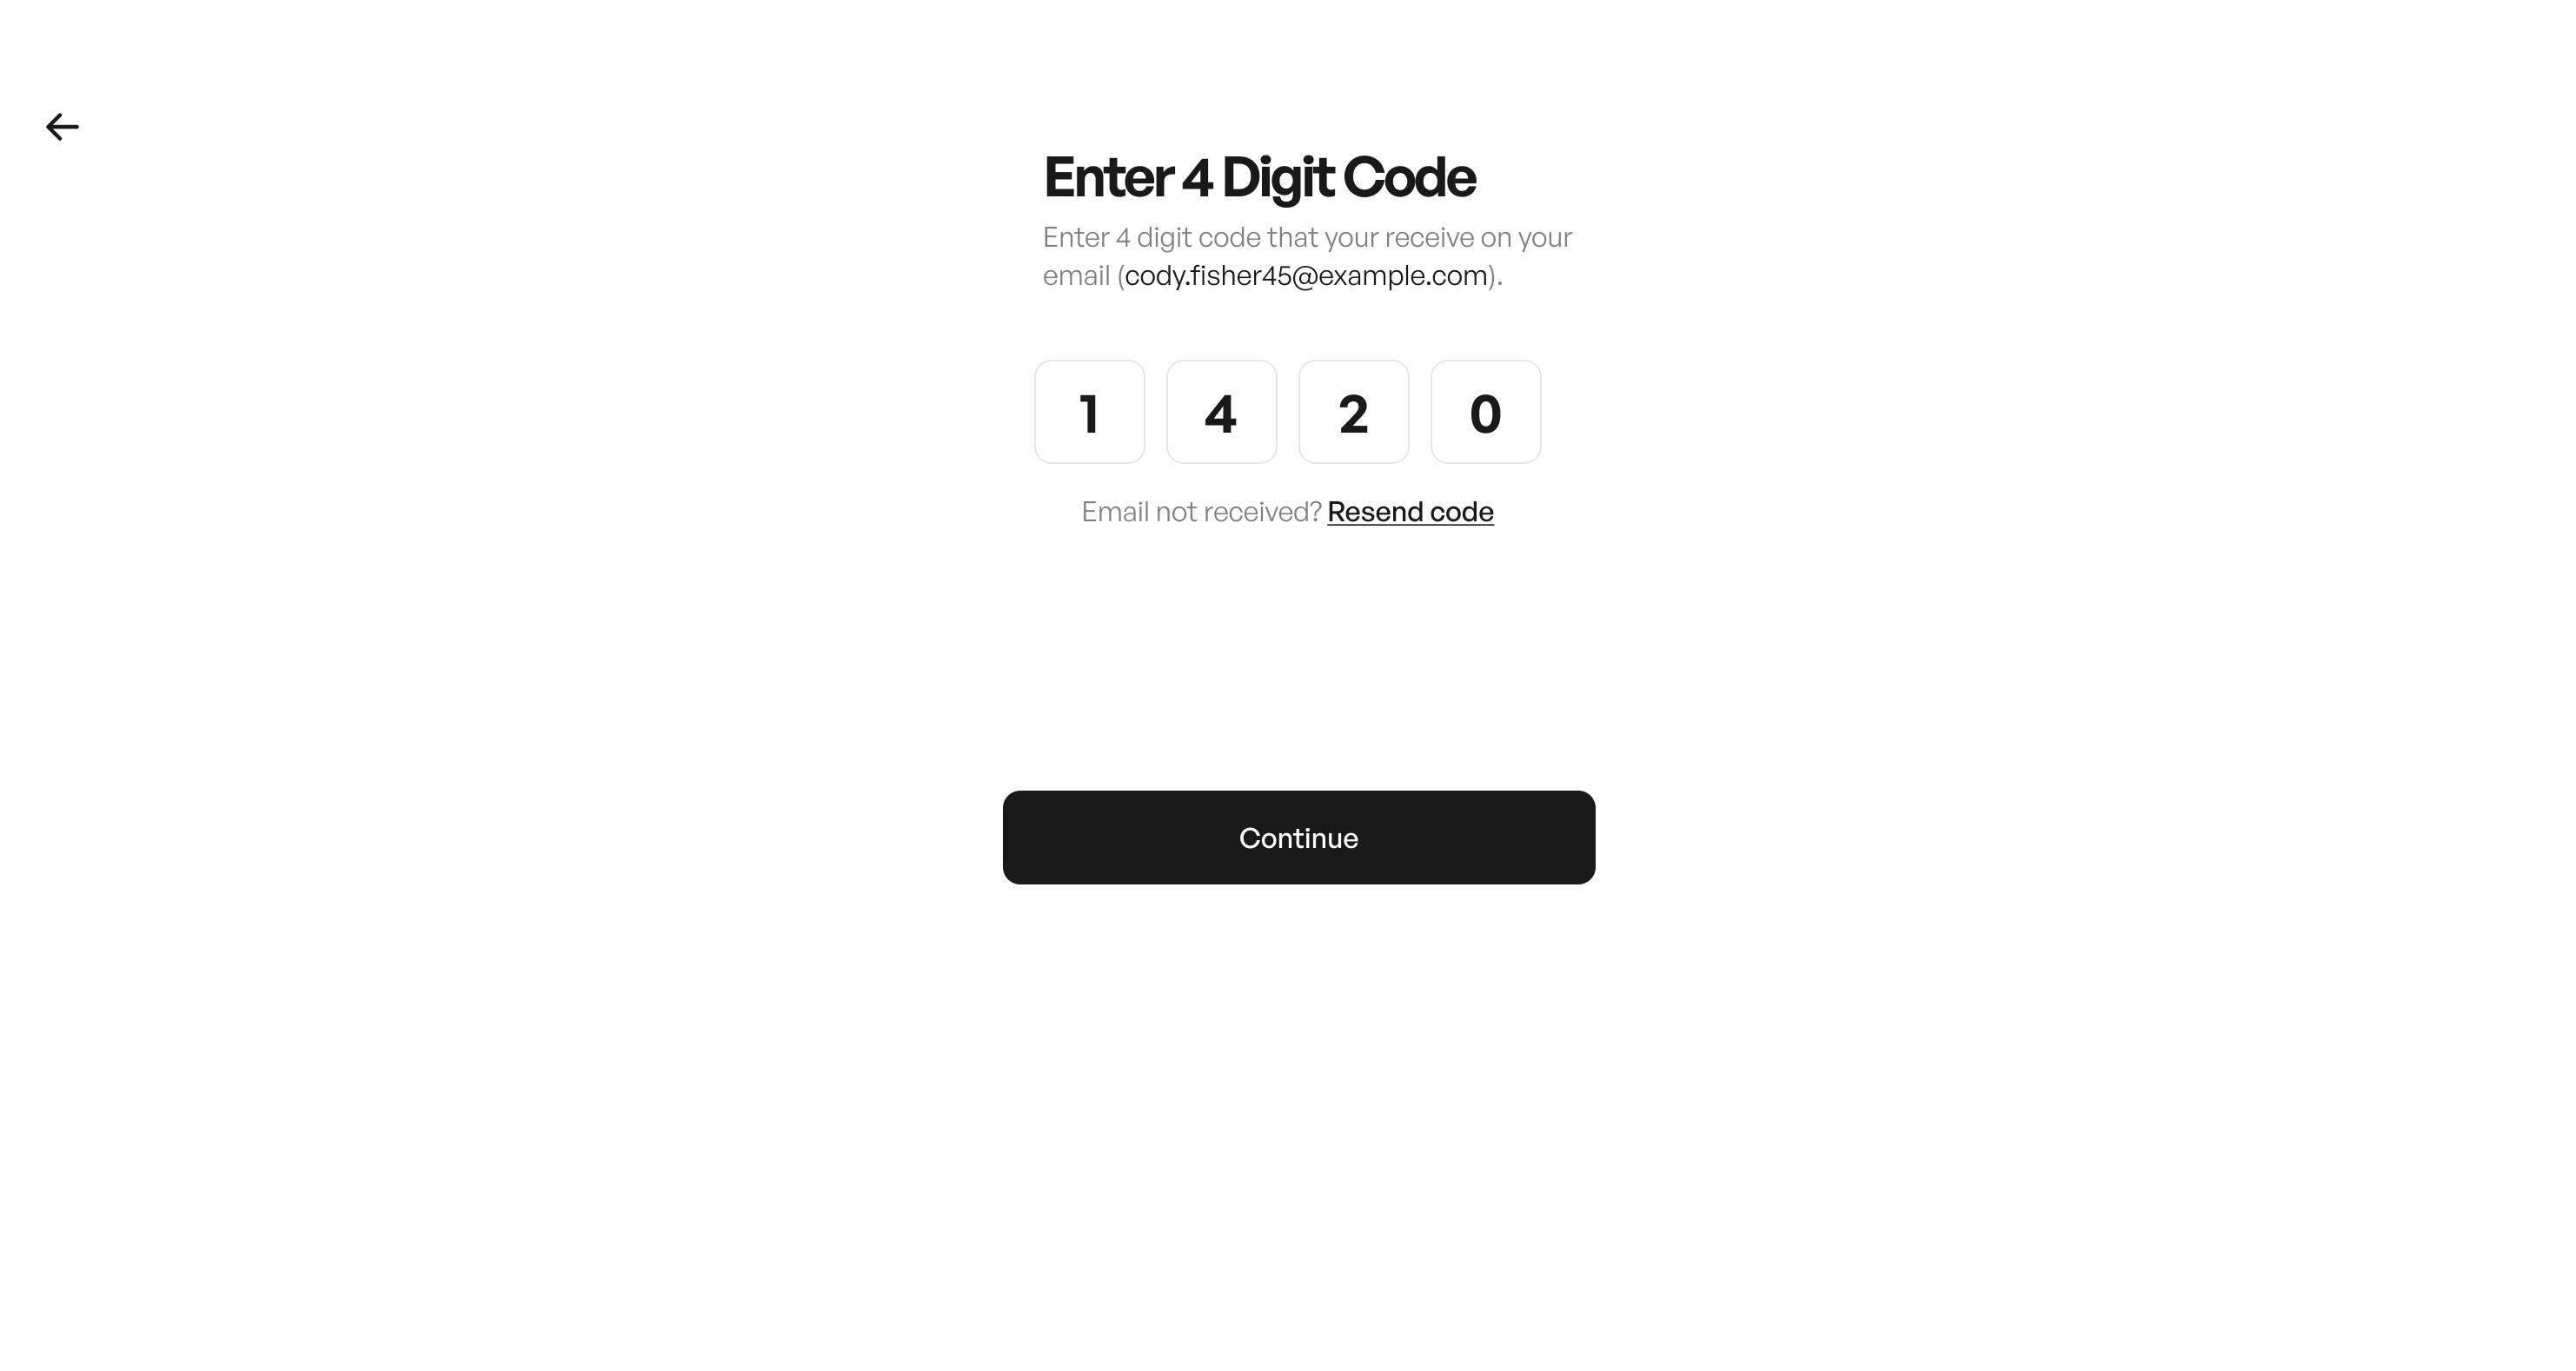 Enter 4 Digit Code
Enter 4 digit code that your receive on your
email (cody.fisher45@example.com).
1 4 2 0
Email not received? Resend code
Continue